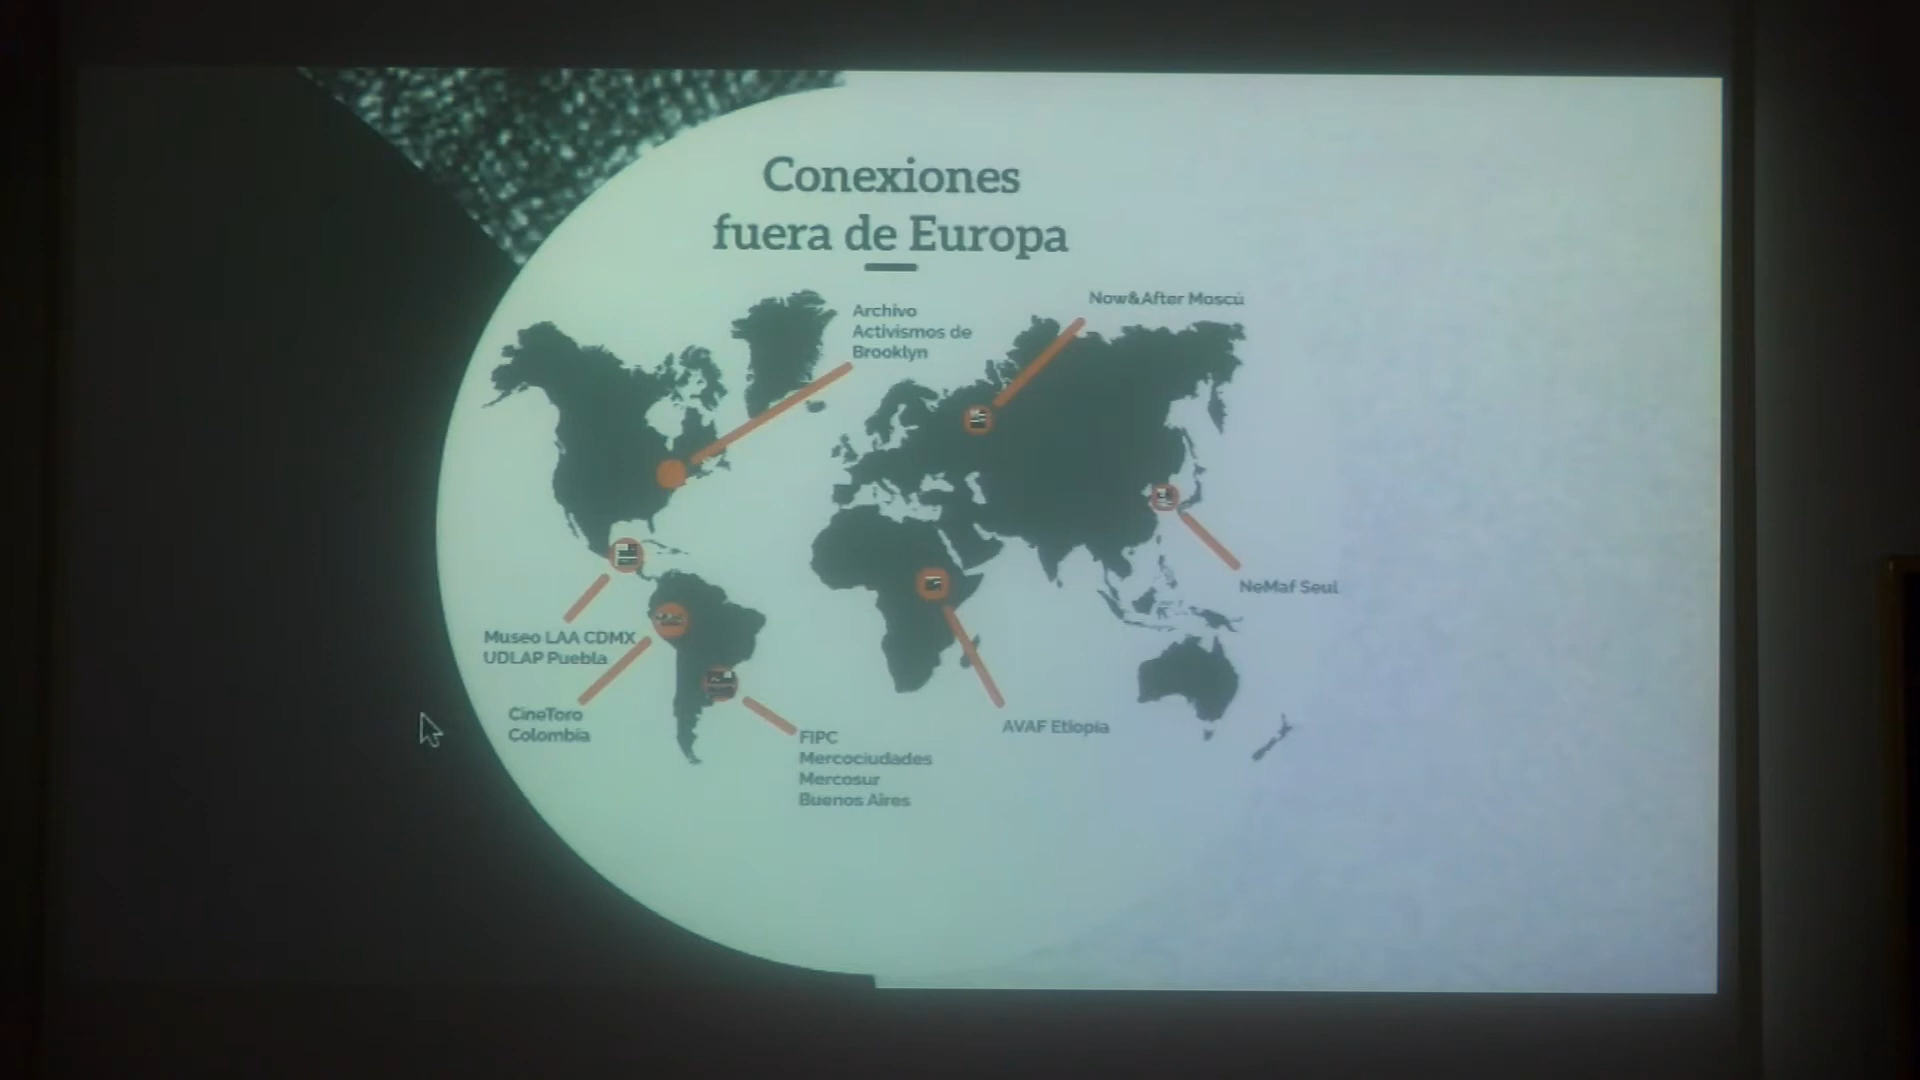 Conexiones
fuera de Europa
Archivo
Activismos de
Brooklyn
Now&After Moscú
NeMaf Seul
Museo LAA CDMX
UDLAP Puebla
CineToro
Colombia
FIPC
Mercociudades
Mercosur
Buenos Aires
AVAF Etiopía